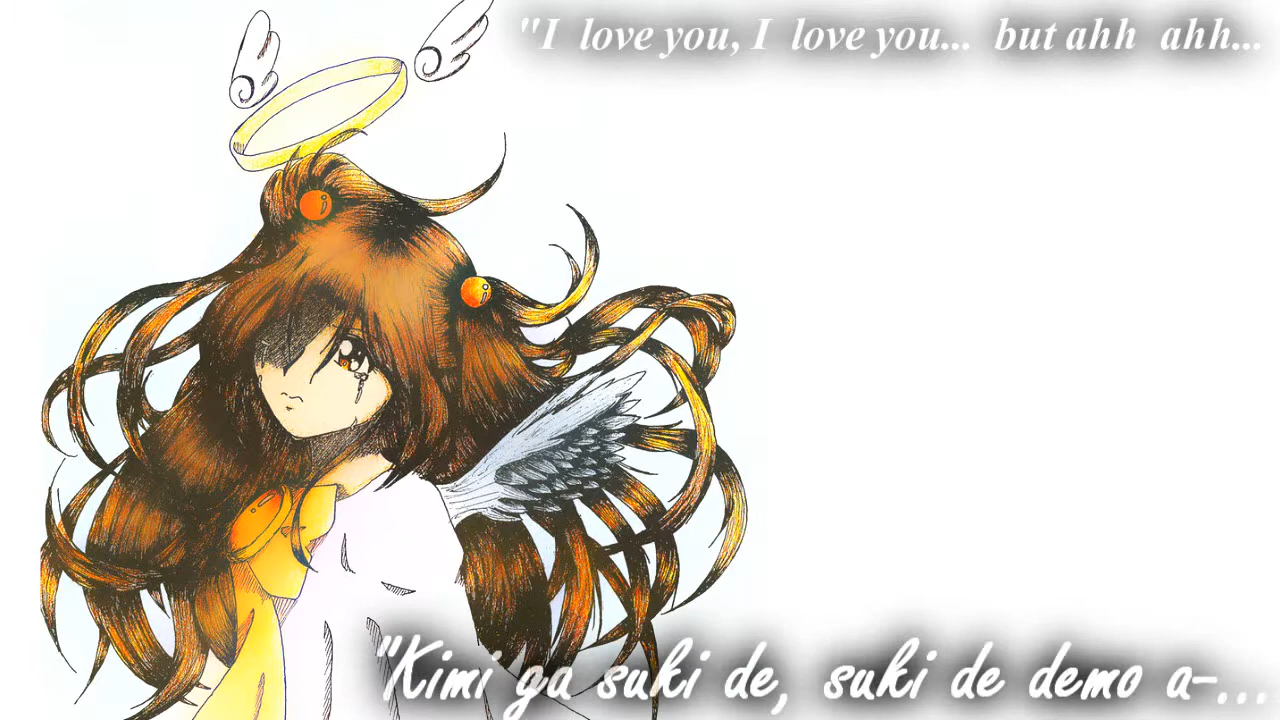 "I love you, I love you... but ahh ahh...
"Kimi ga suki de, suki de demo a-...